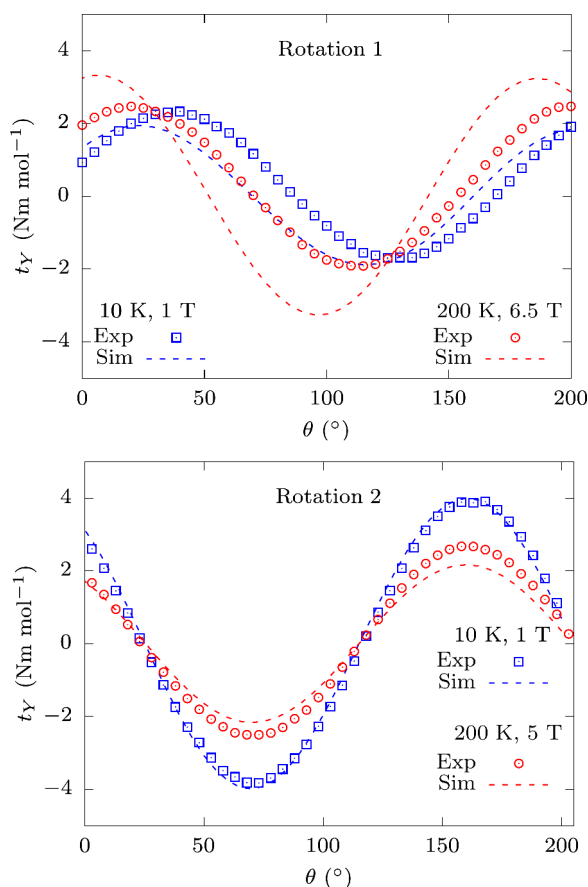 Rotation 1
4
2
0
−2
−4
t_Y (Nm mol⁻¹)
10 K, 1 T
Exp
Sim
200 K, 6.5 T
Exp
Sim
0 50 100 150 200
θ (°)
Rotation 2
4
2
0
−2
−4
t_Y (Nm mol⁻¹)
10 K, 1 T
Exp
Sim
200 K, 5 T
Exp
Sim
0 50 100 150 200
θ (°)